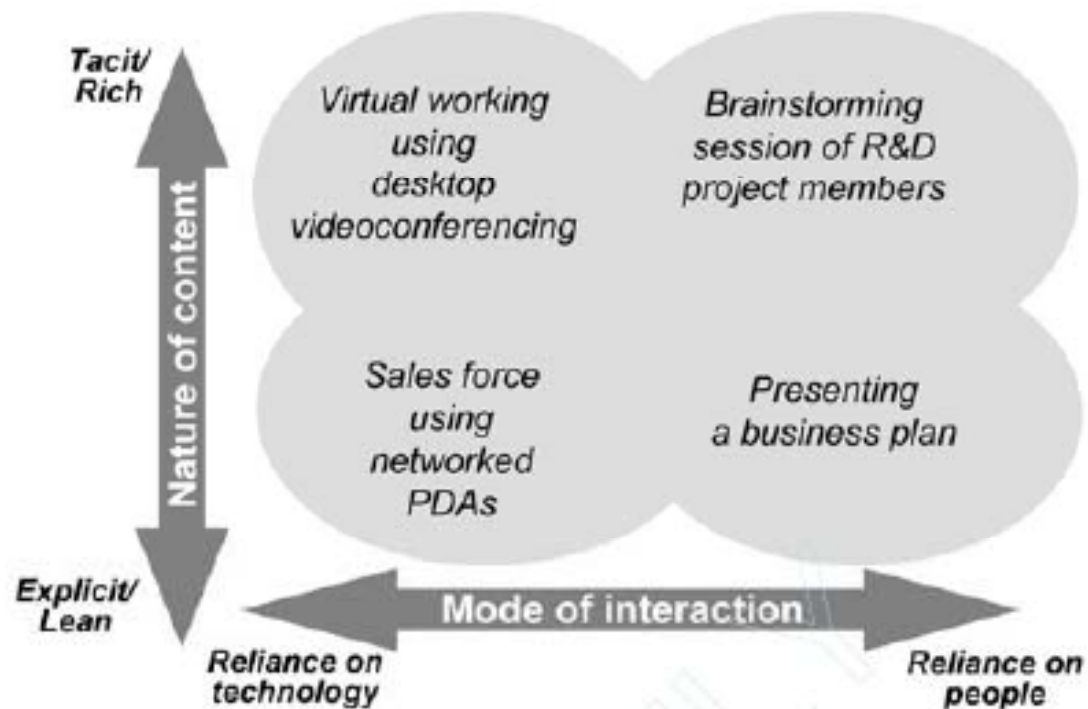 Tacit/
Rich
Virtual working
using
desktop
videoconferencing
Brainstorming
session of R&D
project members
Nature of content
Sales force
using
networked
PDAs
Presenting
a business plan
Explicit/
Lean
Mode of interaction
Reliance on
technology
Reliance on
people